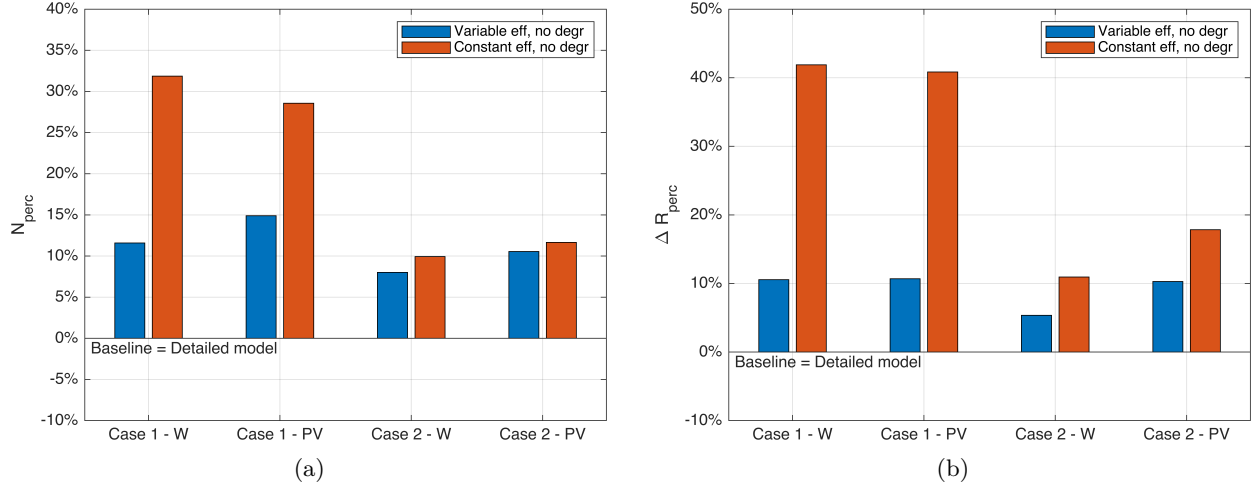 40%
35%
30%
25%
20%
15%
10%
5%
0%
-5%
-10%
N_perc
Variable eff, no degr
Constant eff, no degr
Baseline = Detailed model
Case 1 - W
Case 1 - PV
Case 2 - W
Case 2 - PV
(a)
50%
40%
30%
20%
10%
0%
-10%
Δ R_perc
Variable eff, no degr
Constant eff, no degr
Baseline = Detailed model
Case 1 - W
Case 1 - PV
Case 2 - W
Case 2 - PV
(b)